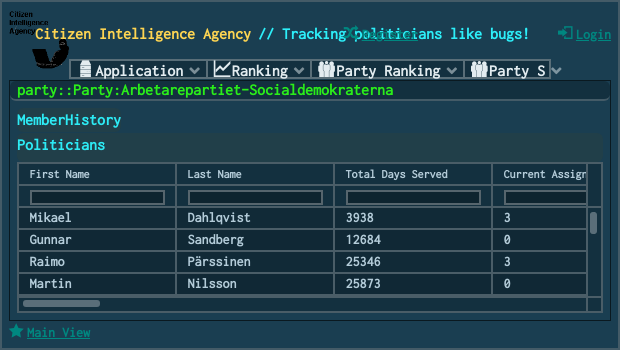 Citizen
Intelligence
Agency
Citizen Intelligence Agency // Tracking politicians like bugs!
Register
Login
Application
Ranking
Party Ranking
Party S
party::Party:Arbetarepartiet-Socialdemokraterna
MemberHistory
Politicians
First Name Last Name Total Days Served Current Assign
Mikael Dahlqvist 3938 3
Gunnar Sandberg 12684 0
Raimo Pärssinen 25346 3
Martin Nilsson 25873 0
Main View